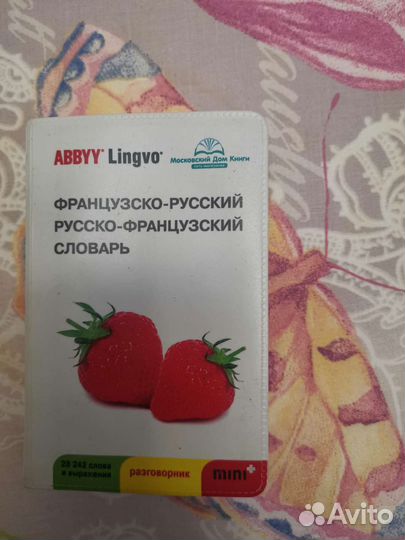 ABBYY® Lingvo®
Московский Дом Книги
ФРАНЦУЗСКО-РУССКИЙ
РУССКО-ФРАНЦУЗСКИЙ
СЛОВАРЬ
слова
и выражения
разговорник
mini+
Avito